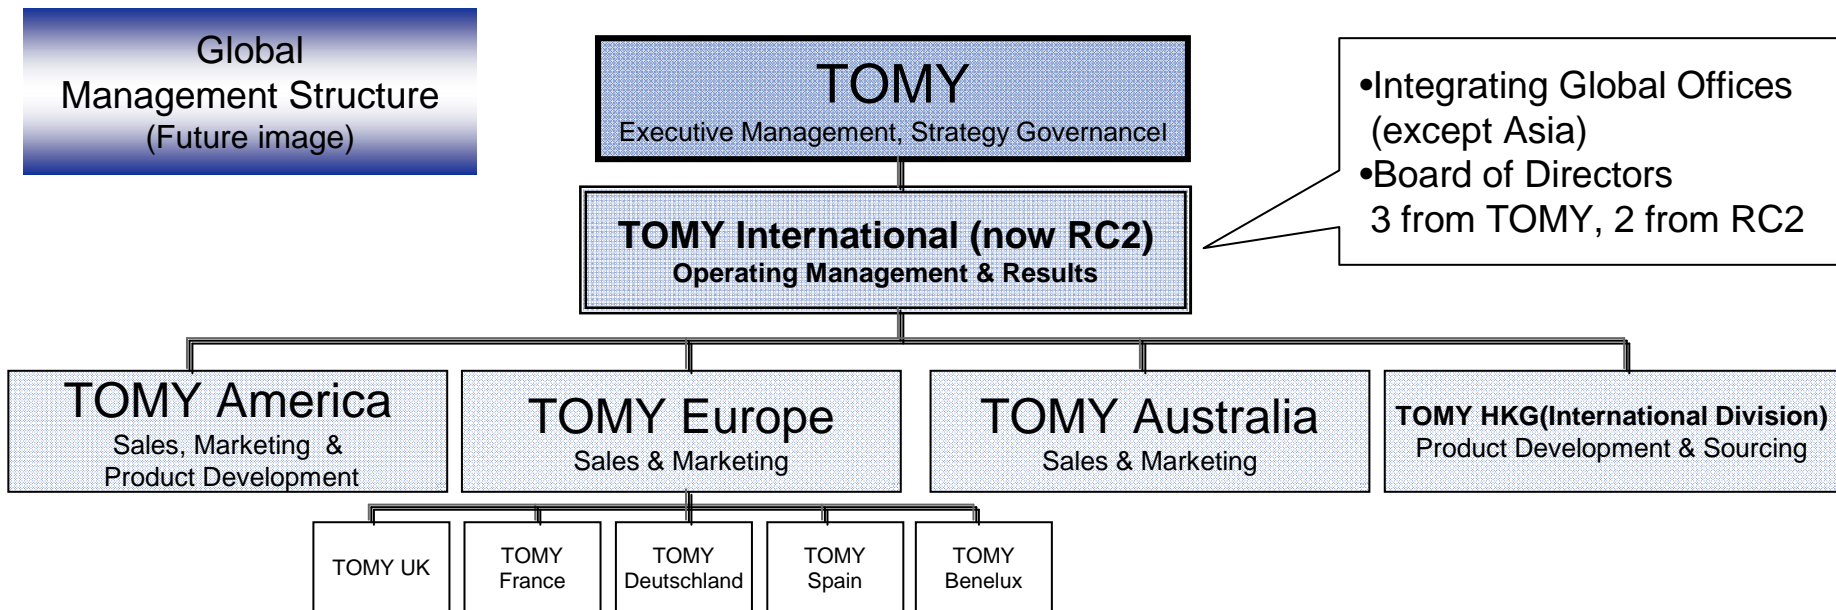 Global
Management Structure
(Future image)
TOMY
Executive Management, Strategy Governancel
•Integrating Global Offices
(except Asia)
•Board of Directors
3 from TOMY, 2 from RC2
TOMY International (now RC2)
Operating Management & Results
TOMY America
Sales, Marketing &
Product Development
TOMY Europe
Sales & Marketing
TOMY Australia
Sales & Marketing
TOMY HKG(International Division)
Product Development & Sourcing
TOMY UK
TOMY
France
TOMY
Deutschland
TOMY
Spain
TOMY
Benelux